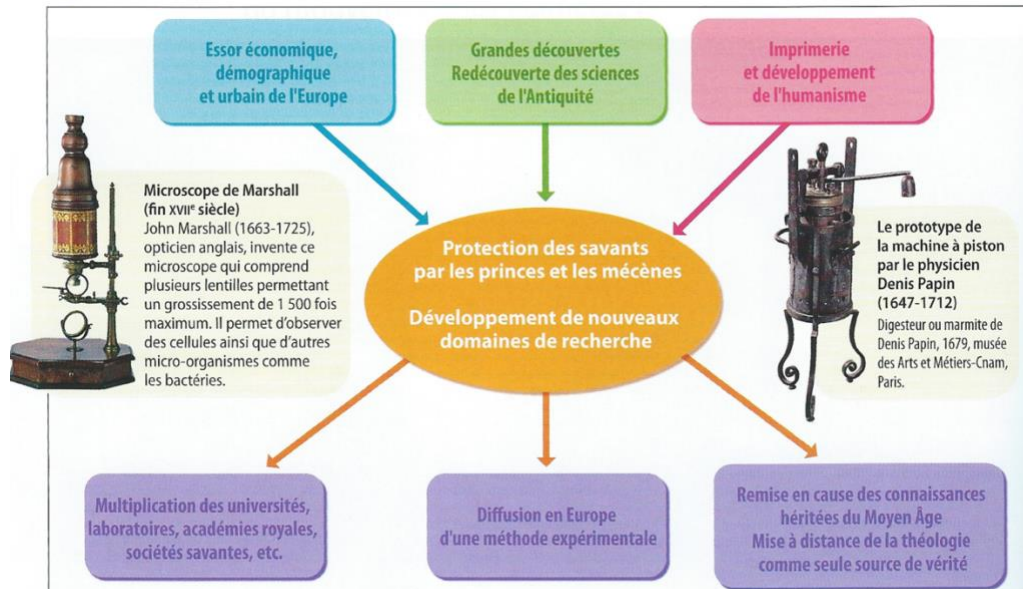 Essor économique,
démographique
et urbain de l'Europe
Grandes découvertes
Redécouverte des sciences
de l'Antiquité
Imprimerie
et développement
de l'humanisme
Microscope de Marshall
(fin XVIIe siècle)
John Marshall (1663-1725),
opticien anglais, invente ce
microscope qui comprend
plusieurs lentilles permettant
un grossissement de 1 500 fois
maximum. Il permet d'observer
des cellules ainsi que d'autres
micro-organismes comme
les bactéries.
Protection des savants
par les princes et les mécènes
Développement de nouveaux
domaines de recherche
Le prototype de
la machine à piston
par le physicien
Denis Papin
(1647-1712)
Digesteur ou marmite de
Denis Papin, 1679, musée
des Arts et Métiers-Cnam,
Paris.
Multiplication des universités,
laboratoires, académies royales,
sociétés savantes, etc.
Diffusion en Europe
d'une méthode expérimentale
Remise en cause des connaissances
héritées du Moyen Âge
Mise à distance de la théologie
comme seule source de vérité